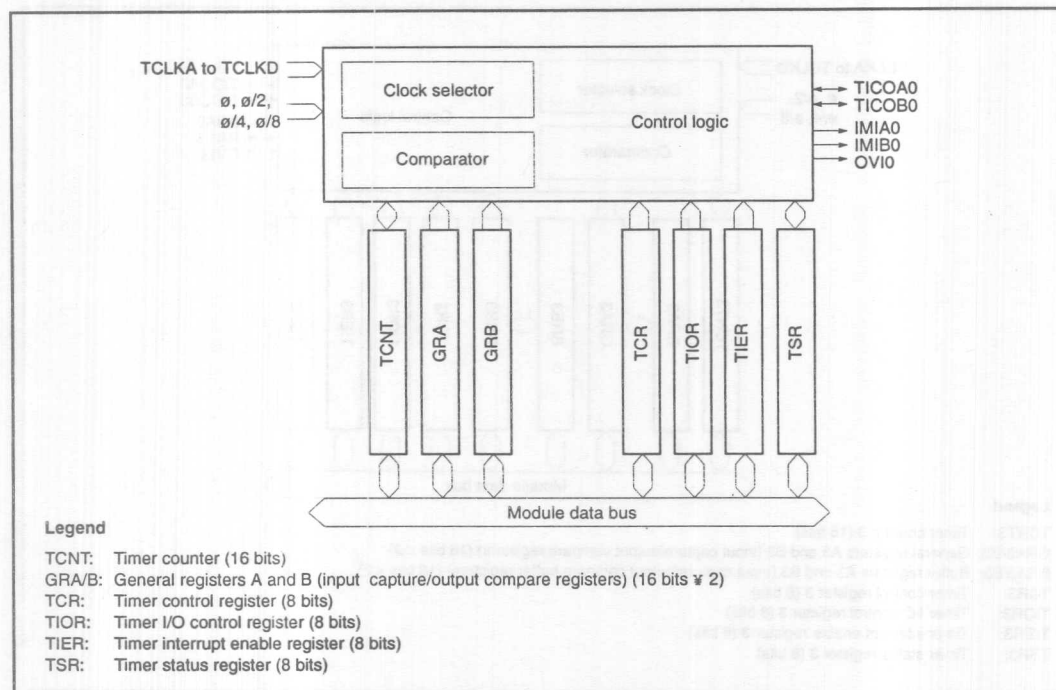 TCLKA to TCLKD
ø, ø/2,
ø/4, ø/8
Clock selector
Comparator
Control logic
TICOA0
TICOB0
IMIA0
IMIB0
OVI0
TCNT
GRA
GRB
TCR
TIOR
TIER
TSR
Module data bus
Legend
TCNT: Timer counter (16 bits)
GRA/B: General registers A and B (input capture/output compare registers) (16 bits ¥ 2)
TCR: Timer control register (8 bits)
TIOR: Timer I/O control register (8 bits)
TIER: Timer interrupt enable register (8 bits)
TSR: Timer status register (8 bits)